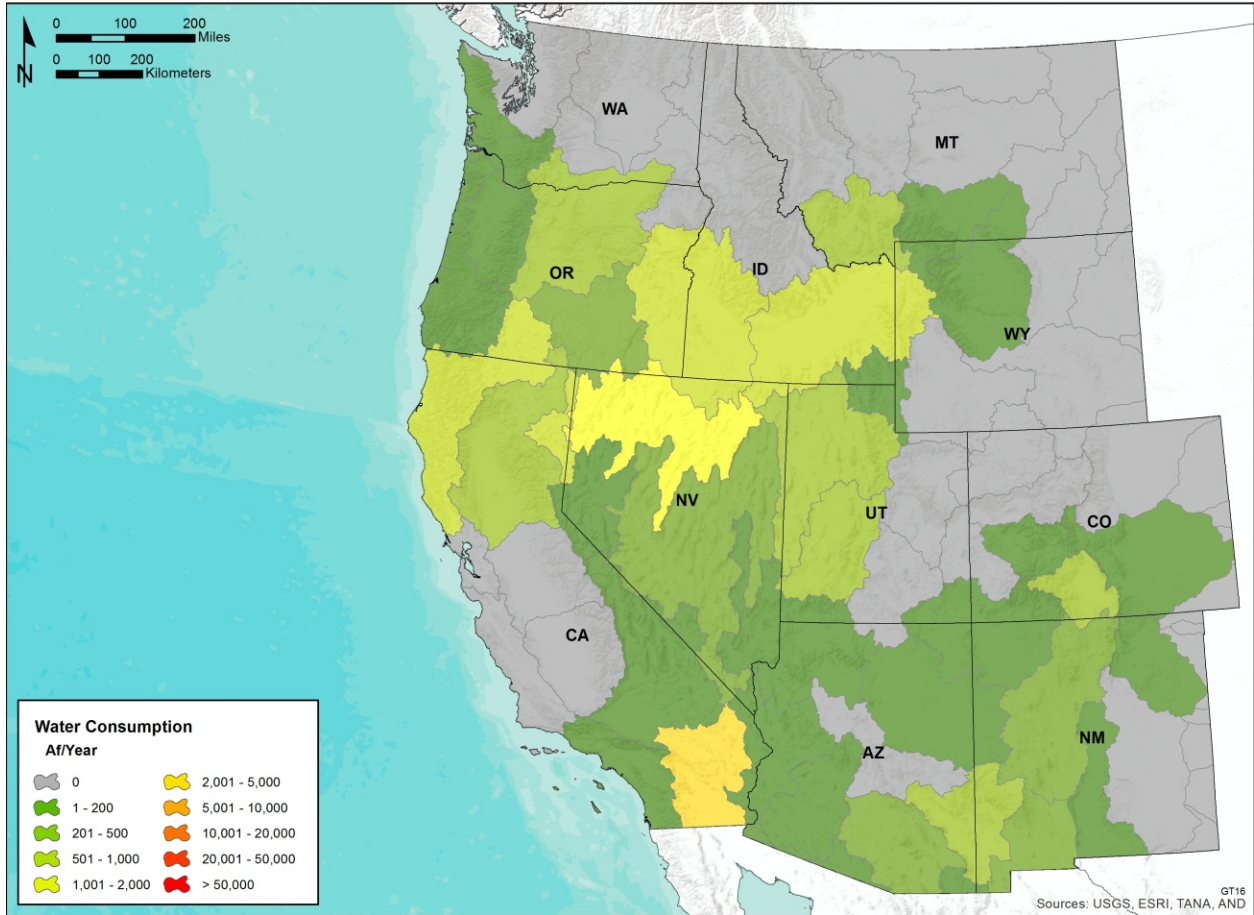 0 100 200
Miles
0 100 200
Kilometers
N
WA
MT
OR
ID
WY
NV
UT
CO
CA
AZ
NM
Water Consumption
Af/Year
0
1 - 200
201 - 500
501 - 1,000
1,001 - 2,000
2,001 - 5,000
5,001 - 10,000
10,001 - 20,000
20,001 - 50,000
> 50,000
GT16
Sources: USGS, ESRI, TANA, AND